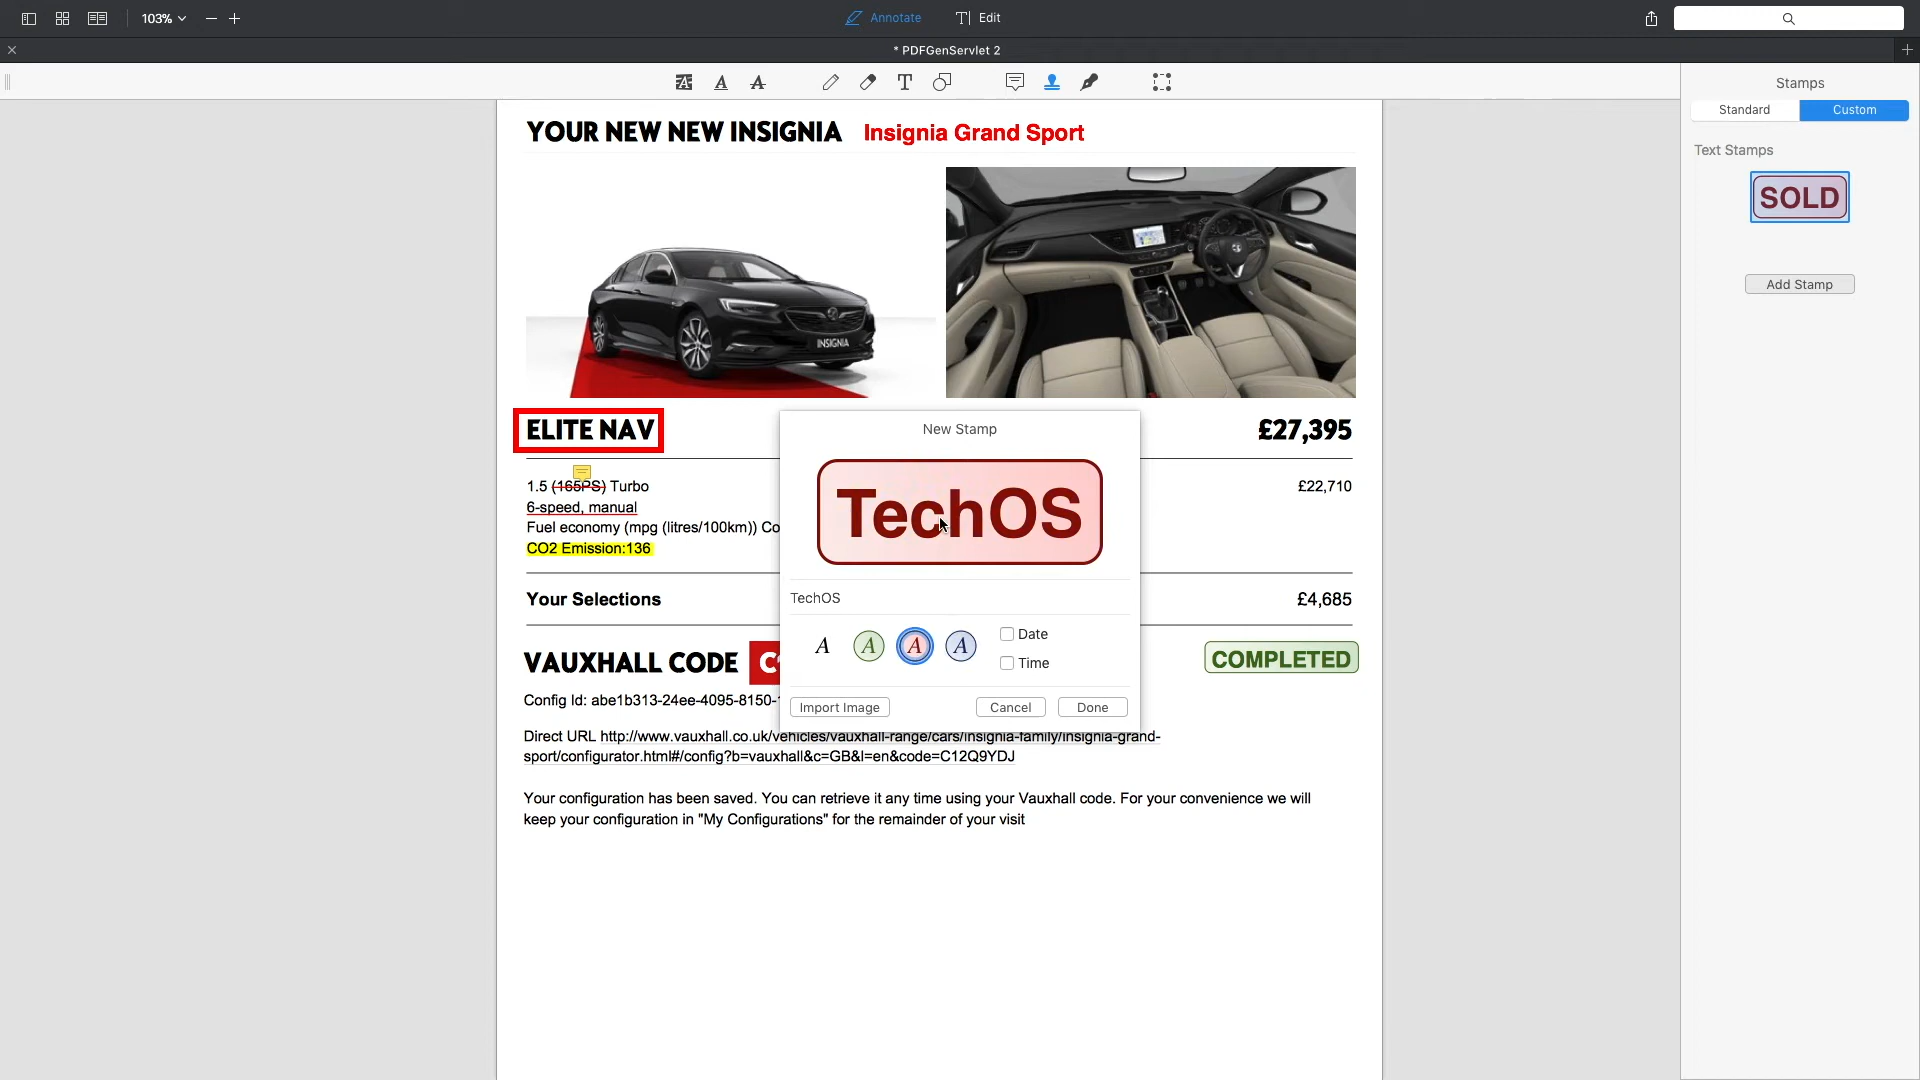 103%
Annotate
Edit
* PDFGenServlet 2
Stamps
Standard
Custom
Text Stamps
SOLD
Add Stamp
YOUR NEW NEW INSIGNIA Insignia Grand Sport
INSIGNIA
ELITE NAV
£27,395
1.5 (165PS) Turbo
£22,710
6-speed, manual
Fuel economy (mpg (litres/100km)) Co
CO2 Emission:136
Your Selections
£4,685
VAUXHALL CODE
COMPLETED
Config Id: abe1b313-24ee-4095-8150-
Direct URL http://www.vauxhall.co.uk/vehicles/vauxhall-range/cars/insignia-family/insignia-grand-
sport/configurator.html#/config?b=vauxhall&c=GB&l=en&code=C12Q9YDJ
Your configuration has been saved. You can retrieve it any time using your Vauxhall code. For your convenience we will
keep your configuration in "My Configurations" for the remainder of your visit
New Stamp
TechOS
TechOS
A A A A
Date
Time
Import Image
Cancel
Done